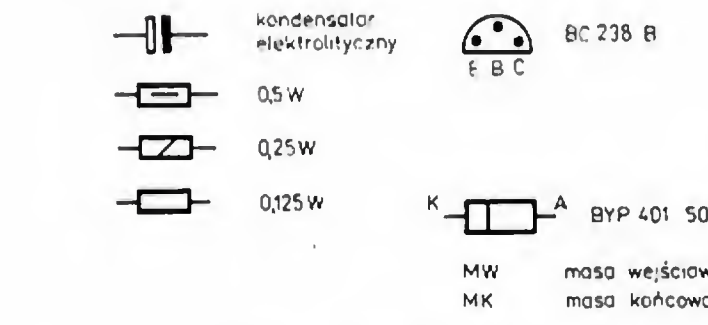 kondensator
elektrolityczny
0,5 W
0,25 W
0,125 W
BC 238 B
E B C
K A BYP 401 50
MW masa wejściow
MK masa końcowa